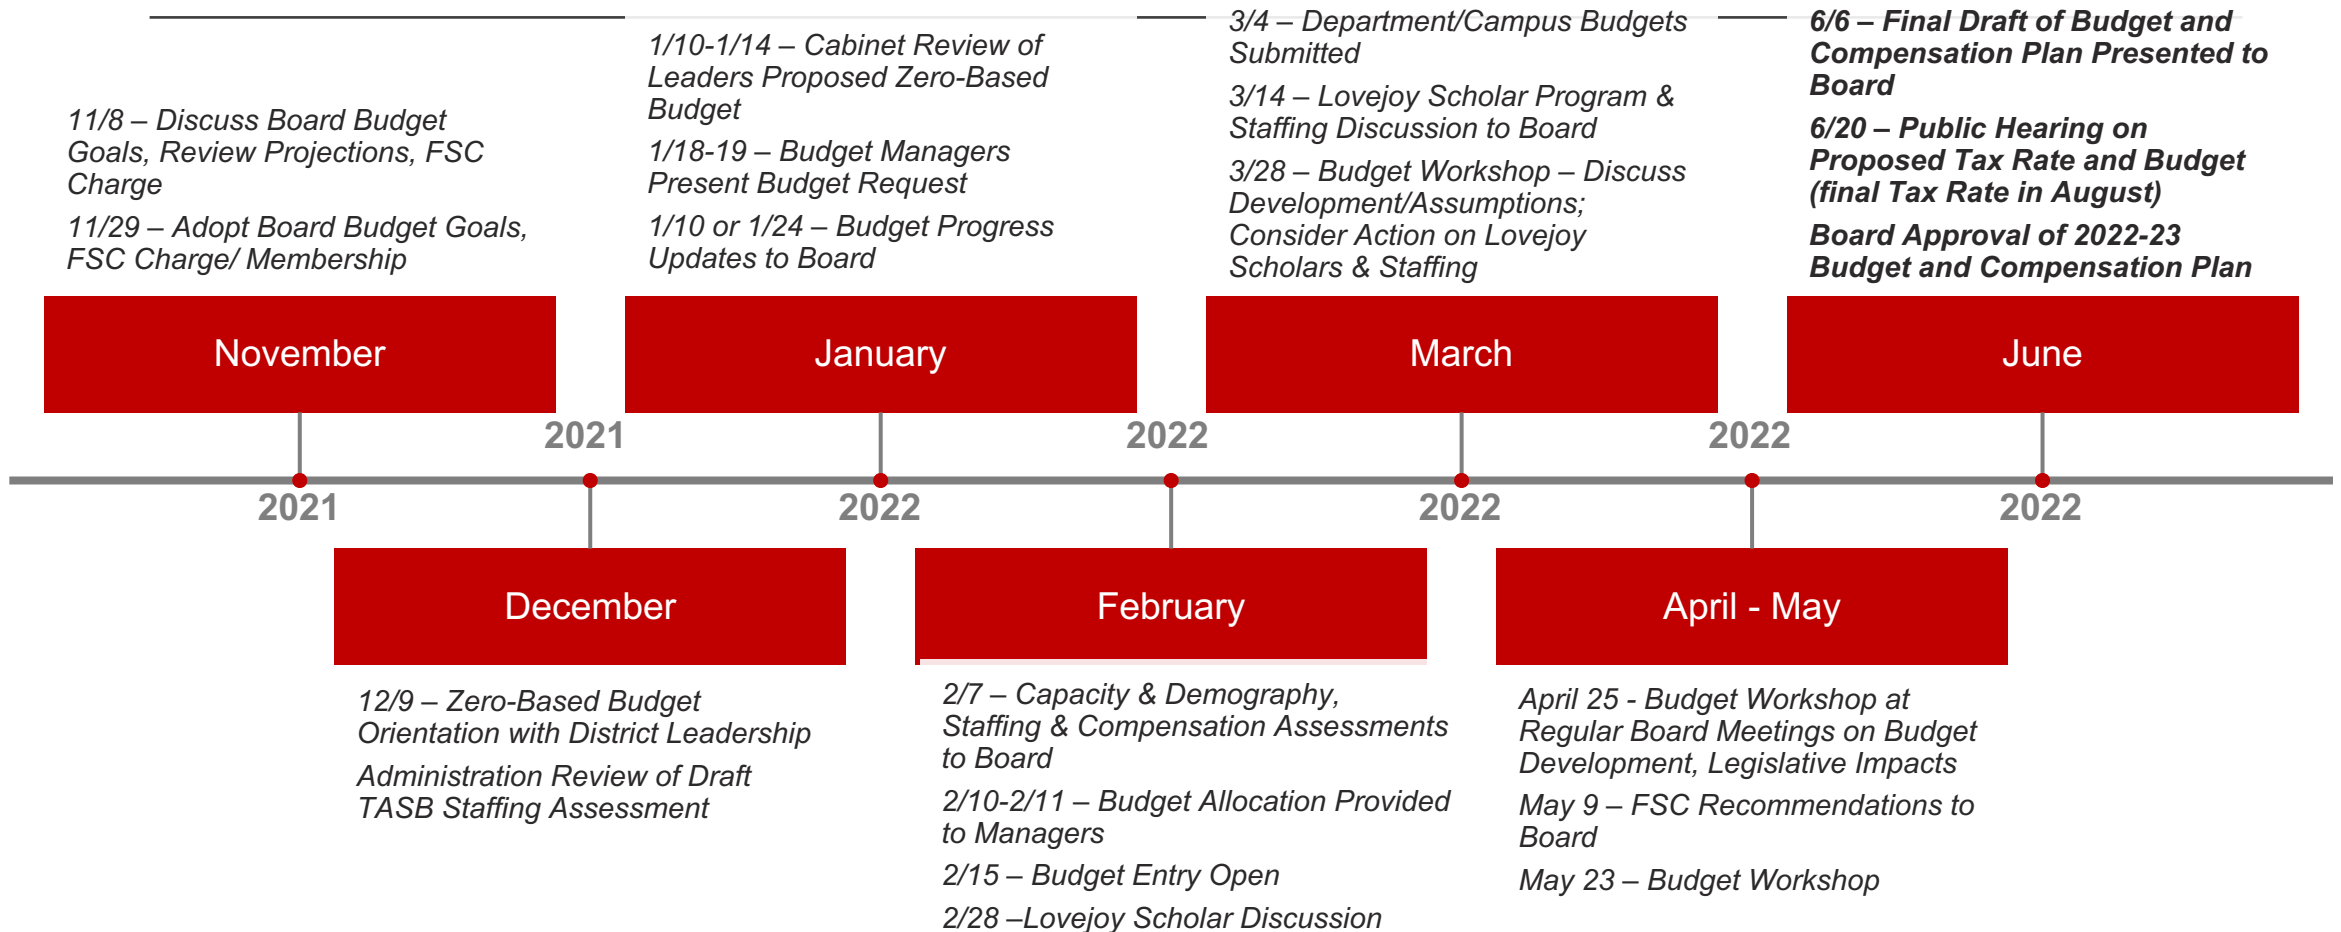 11/8 – Discuss Board Budget
Goals, Review Projections, FSC
Charge
11/29 – Adopt Board Budget Goals,
FSC Charge/ Membership
November
2021
1/10-1/14 – Cabinet Review of
Leaders Proposed Zero-Based
Budget
1/18-19 – Budget Managers
Present Budget Request
1/10 or 1/24 – Budget Progress
Updates to Board
January
2022
3/4 – Department/Campus Budgets
Submitted
3/14 – Lovejoy Scholar Program &
Staffing Discussion to Board
3/28 – Budget Workshop – Discuss
Development/Assumptions;
Consider Action on Lovejoy
Scholars & Staffing
March
2022
6/6 – Final Draft of Budget and
Compensation Plan Presented to
Board
6/20 – Public Hearing on
Proposed Tax Rate and Budget
(final Tax Rate in August)
Board Approval of 2022-23
Budget and Compensation Plan
June
2022
2021
December
12/9 – Zero-Based Budget
Orientation with District Leadership
Administration Review of Draft
TASB Staffing Assessment
2022
February
2/7 – Capacity & Demography,
Staffing & Compensation Assessments
to Board
2/10-2/11 – Budget Allocation Provided
to Managers
2/15 – Budget Entry Open
2/28 –Lovejoy Scholar Discussion
2022
April - May
April 25 - Budget Workshop at
Regular Board Meetings on Budget
Development, Legislative Impacts
May 9 – FSC Recommendations to
Board
May 23 – Budget Workshop